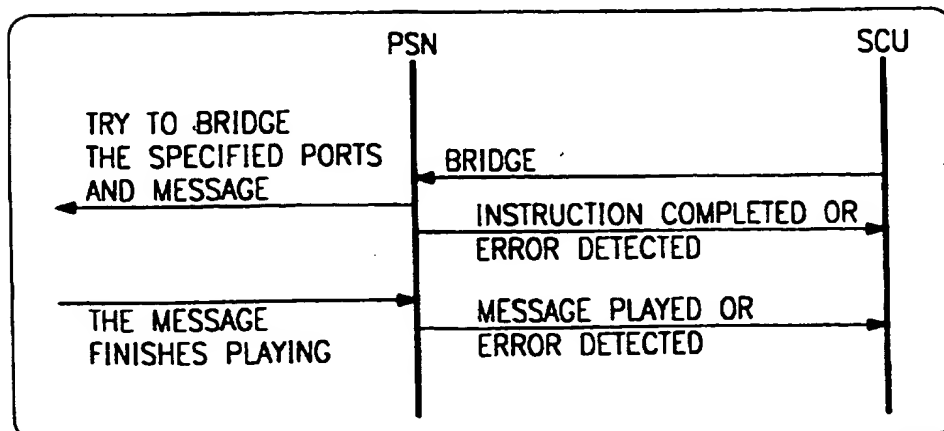 PSN
SCU
TRY TO BRIDGE
THE SPECIFIED PORTS
AND MESSAGE
BRIDGE
INSTRUCTION COMPLETED OR
ERROR DETECTED
THE MESSAGE
FINISHES PLAYING
MESSAGE PLAYED OR
ERROR DETECTED